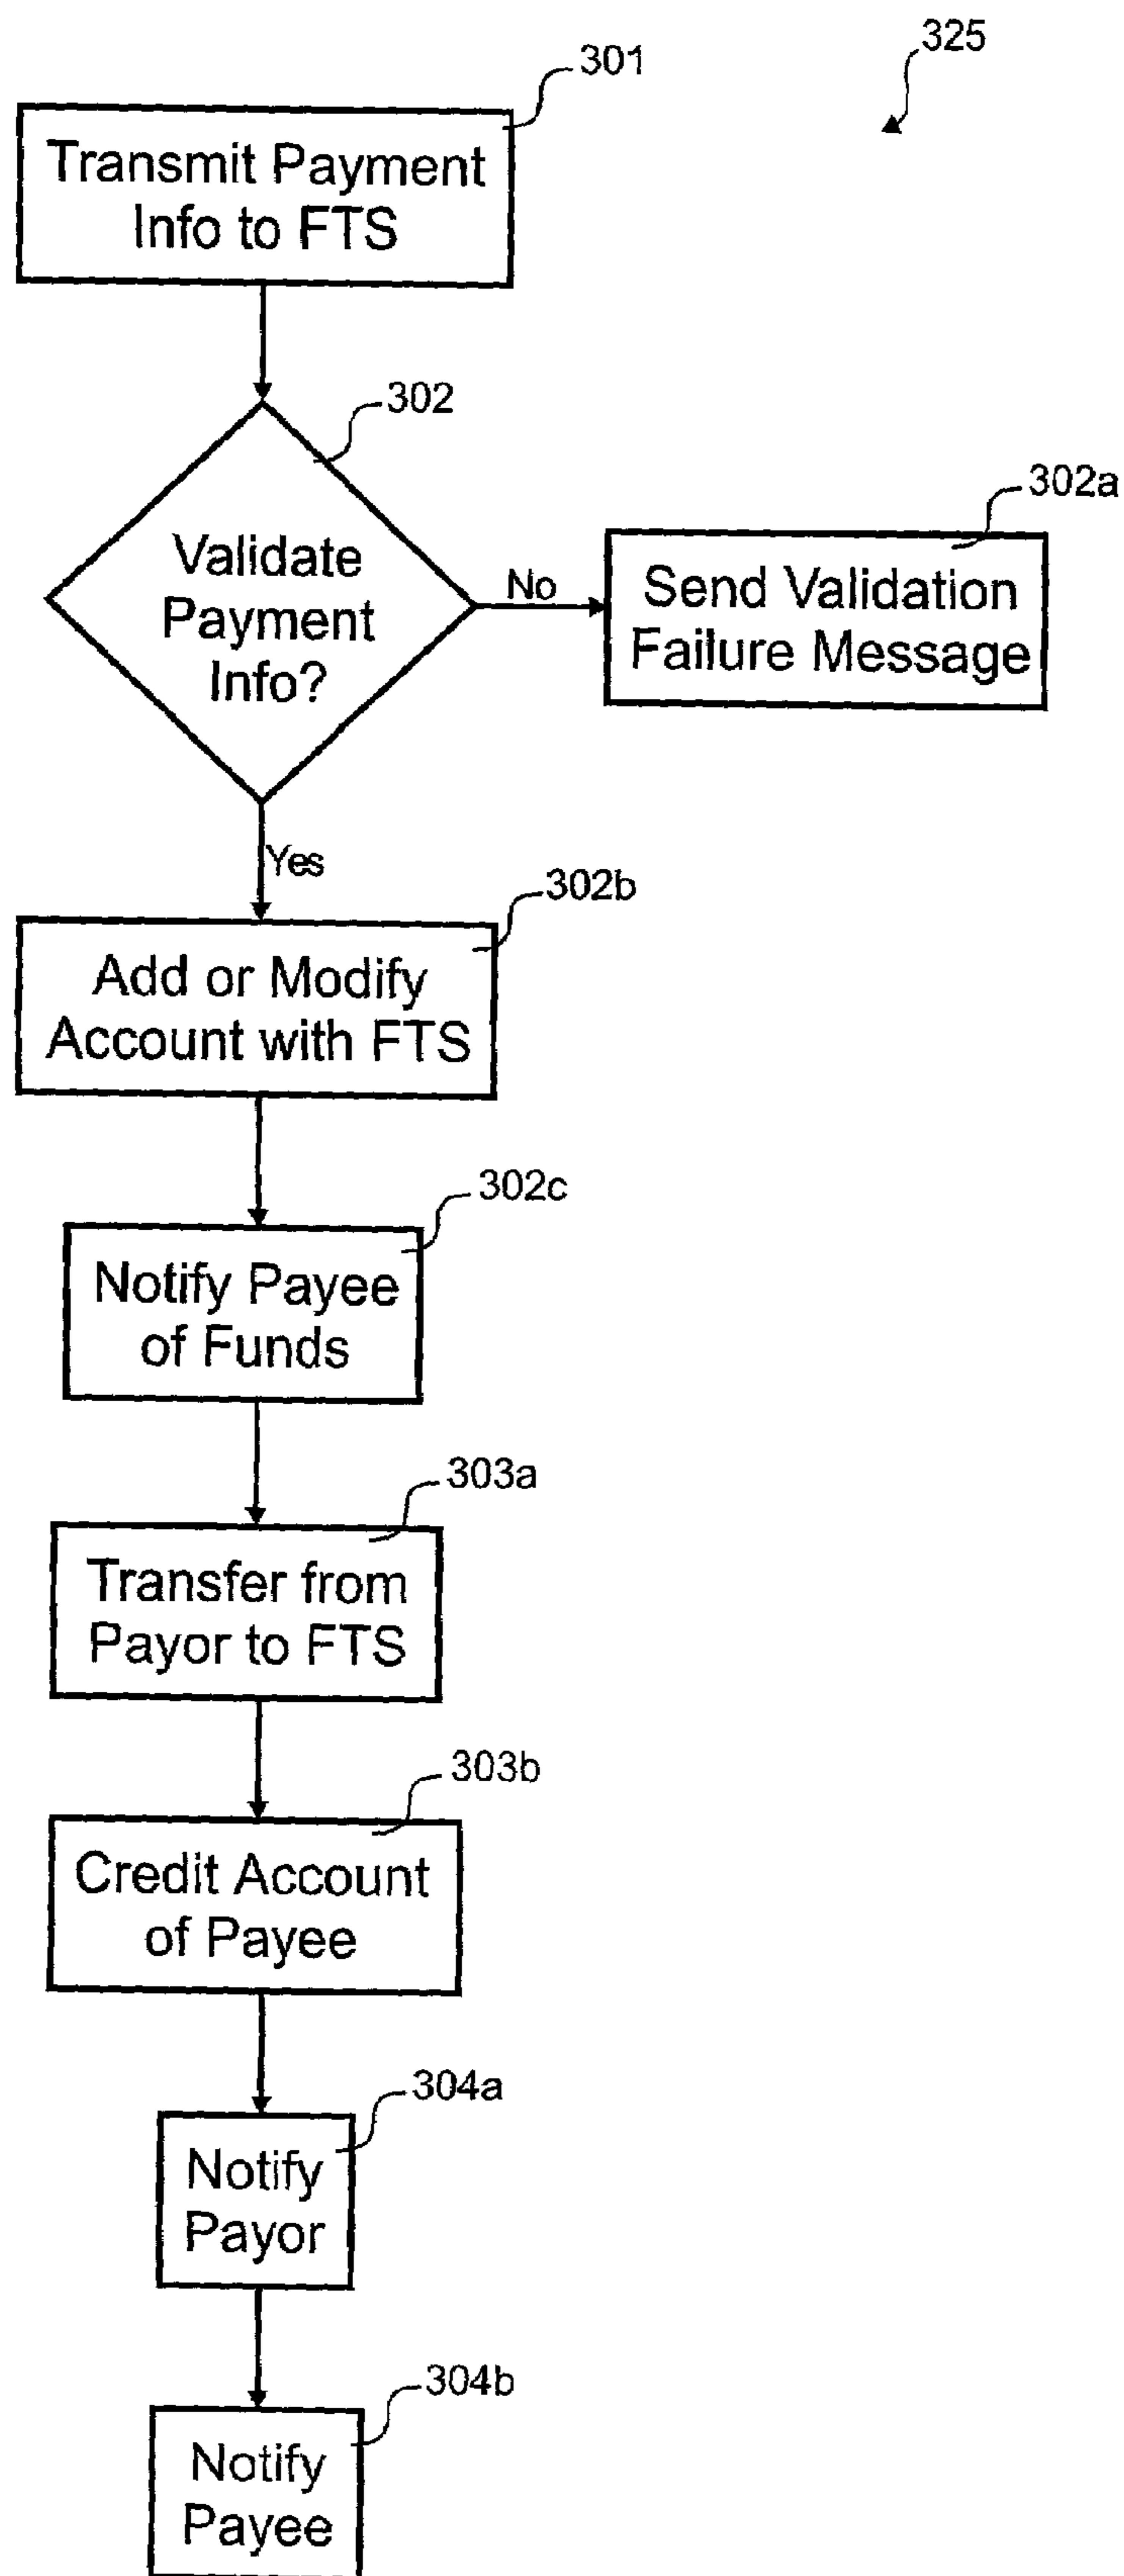 325
301
Transmit Payment
Info to FTS
302
Validate
Payment
Info?
No
302a
Send Validation
Failure Message
Yes
302b
Add or Modify
Account with FTS
302c
Notify Payee
of Funds
303a
Transfer from
Payor to FTS
303b
Credit Account
of Payee
304a
Notify
Payor
304b
Notify
Payee